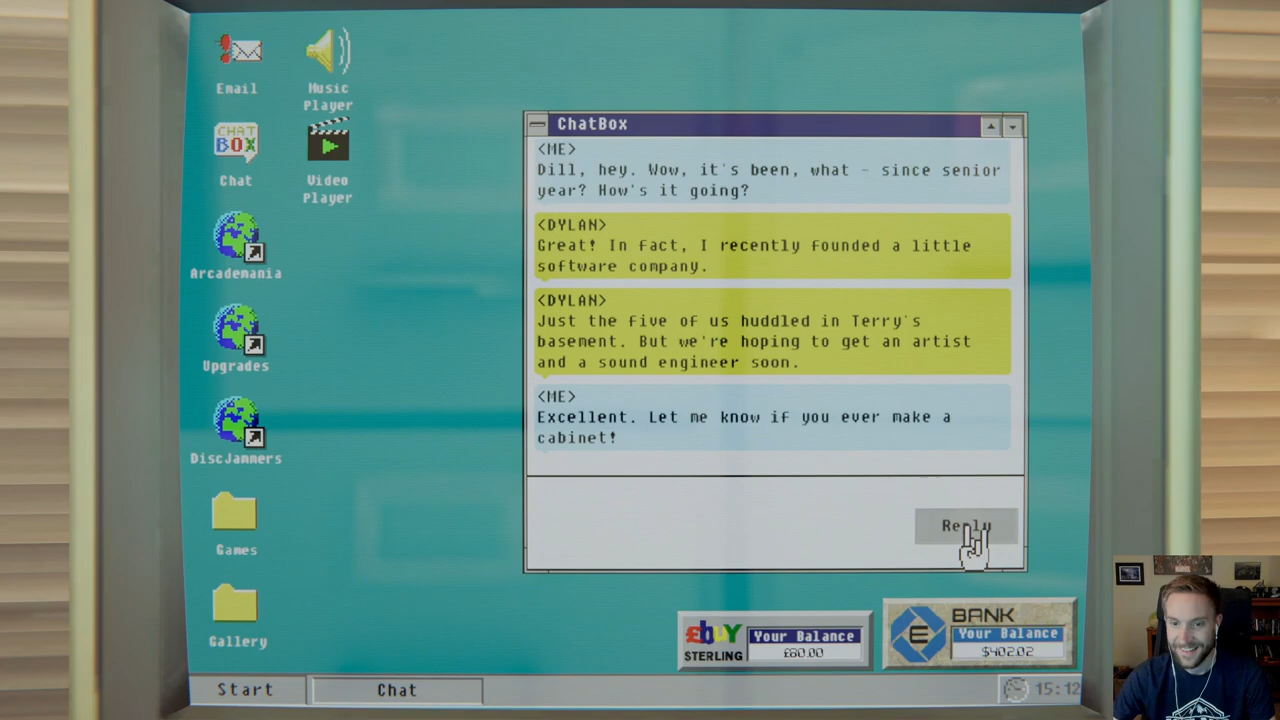 Email
Music
Player
Chat
Video
Player
Arcademania
Upgrades
DiscJammers
Games
Gallery
ChatBox
<ME>
Dill, hey. Wow, it's been, what - since senior
year? How's it going?
<DYLAN>
Great! In fact, I recently founded a little
software company.
<DYLAN>
Just the five of us huddled in Terry's
basement. But we're hoping to get an artist
and a sound engineer soon.
<ME>
Excellent. Let me know if you ever make a
cabinet!
Reply
ebuy
STERLING
Your Balance
£60.00
E
BANK
Your Balance
$402.02
Start
Chat
15:12
CHAT
BOX